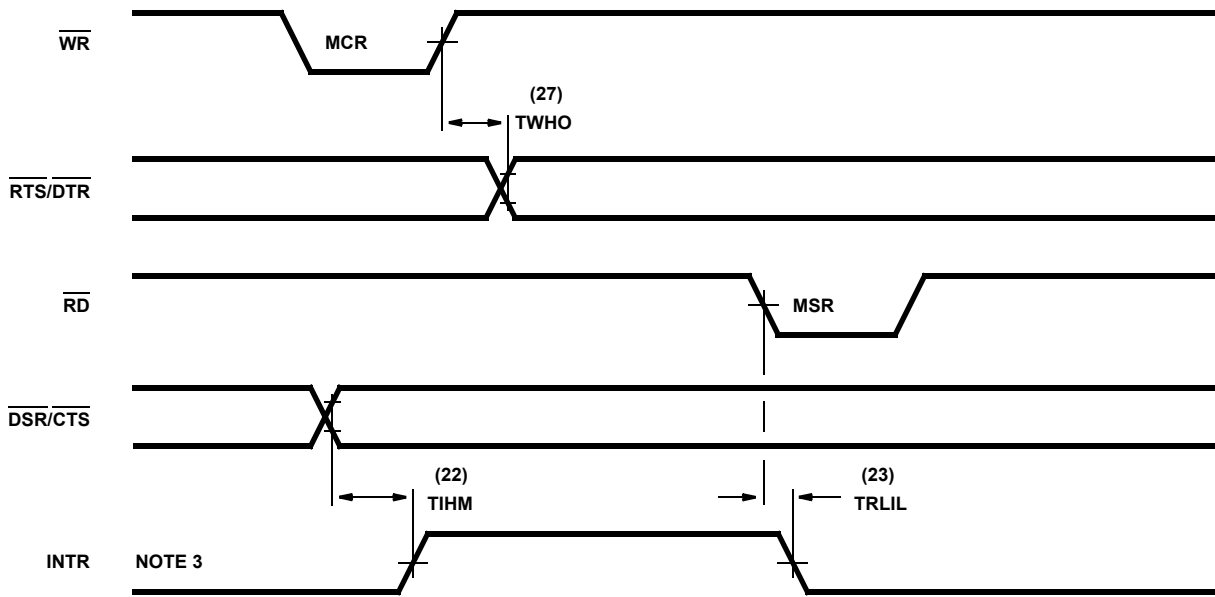 WR
MCR
(27)
TWHO
RTS/DTR
RD
MSR
DSR/CTS
(22)
TIHM
(23)
TRLIL
INTR
NOTE 3